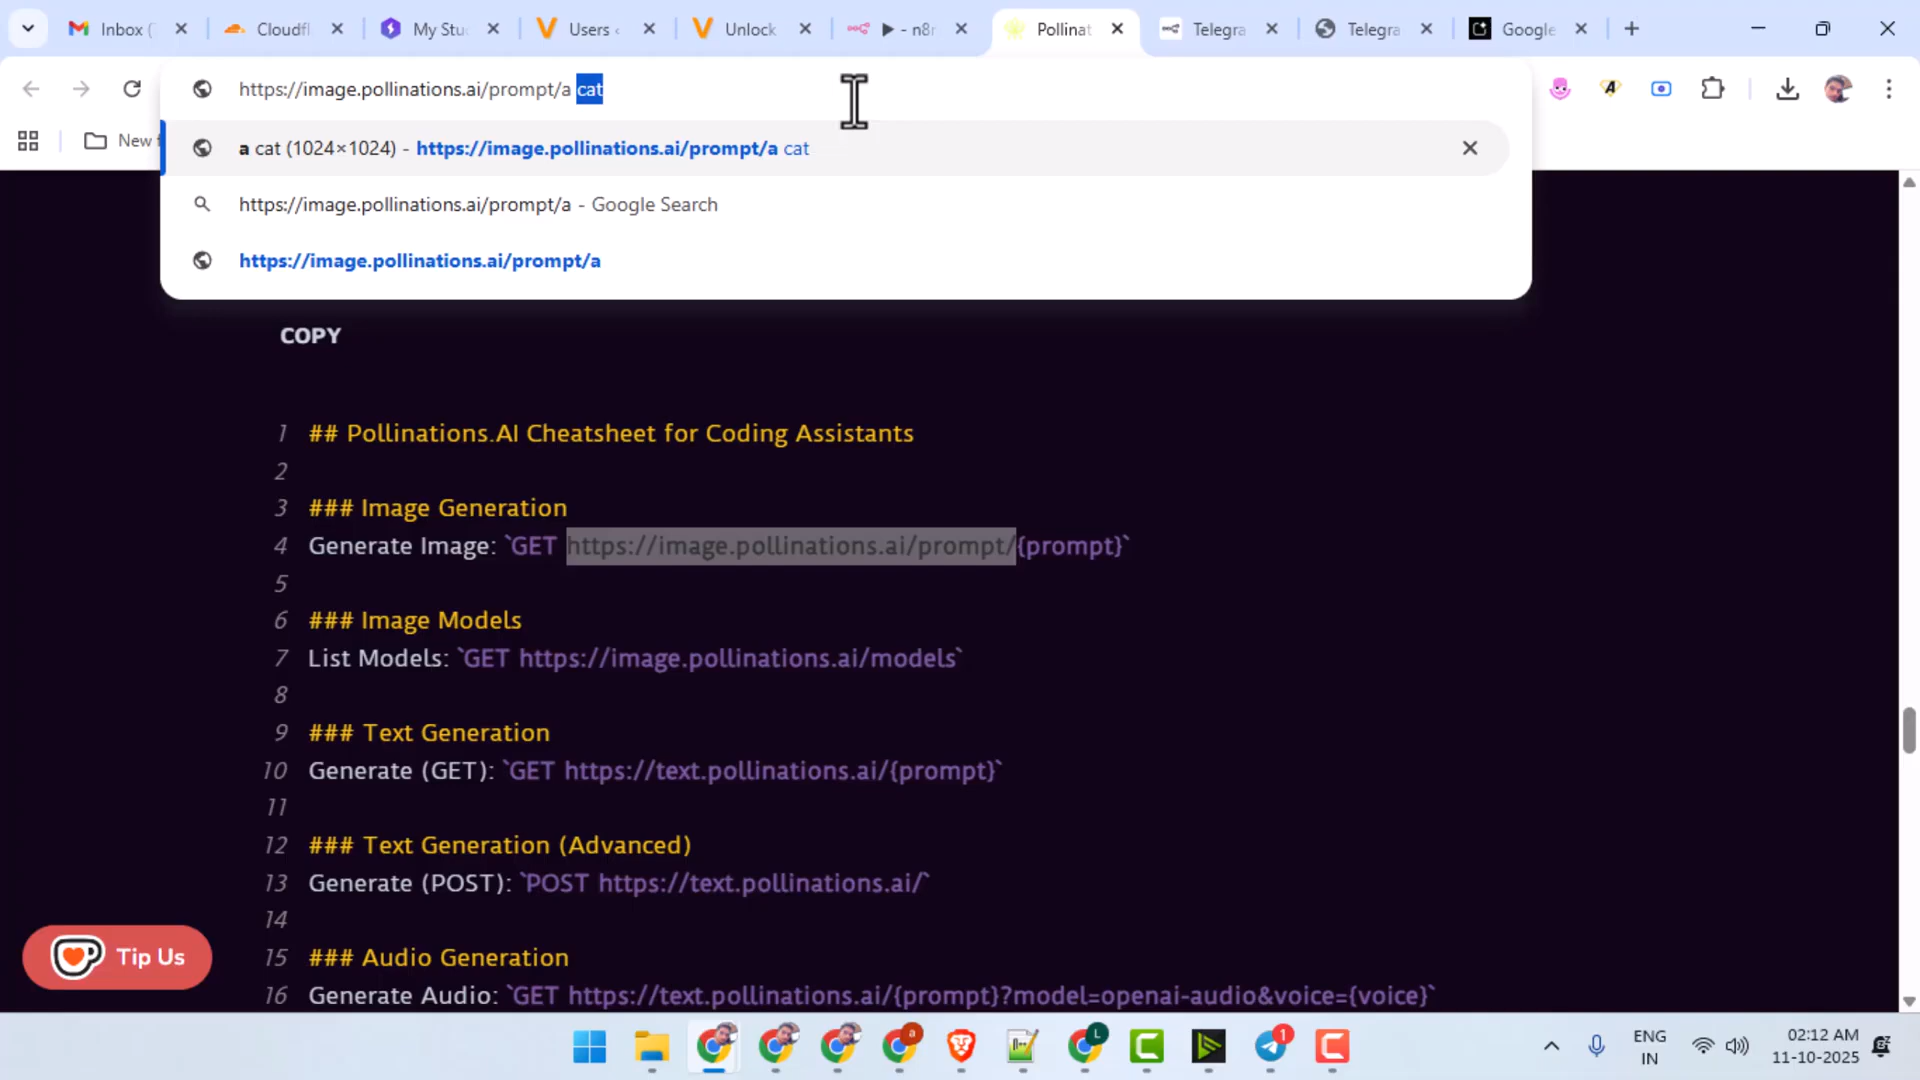 Inbox (
Cloudfl
My Stu
Users
Unlock
- n8r
Pollinat
Telegra
Telegra
Google
https://image.pollinations.ai/prompt/a cat
New f
a cat (1024×1024) - https://image.pollinations.ai/prompt/a cat
https://image.pollinations.ai/prompt/a - Google Search
https://image.pollinations.ai/prompt/a
COPY
1 ## Pollinations.AI Cheatsheet for Coding Assistants
2
3 ### Image Generation
4 Generate Image: `GET https://image.pollinations.ai/prompt/{prompt}`
5
6 ### Image Models
7 List Models: `GET https://image.pollinations.ai/models`
8
9 ### Text Generation
10 Generate (GET): `GET https://text.pollinations.ai/{prompt}`
11
12 ### Text Generation (Advanced)
13 Generate (POST): `POST https://text.pollinations.ai/`
14
15 ### Audio Generation
16 Generate Audio: `GET https://text.pollinations.ai/{prompt}?model=openai-audio&voice={voice}`
Tip Us
ENG
IN
02:12 AM
11-10-2025